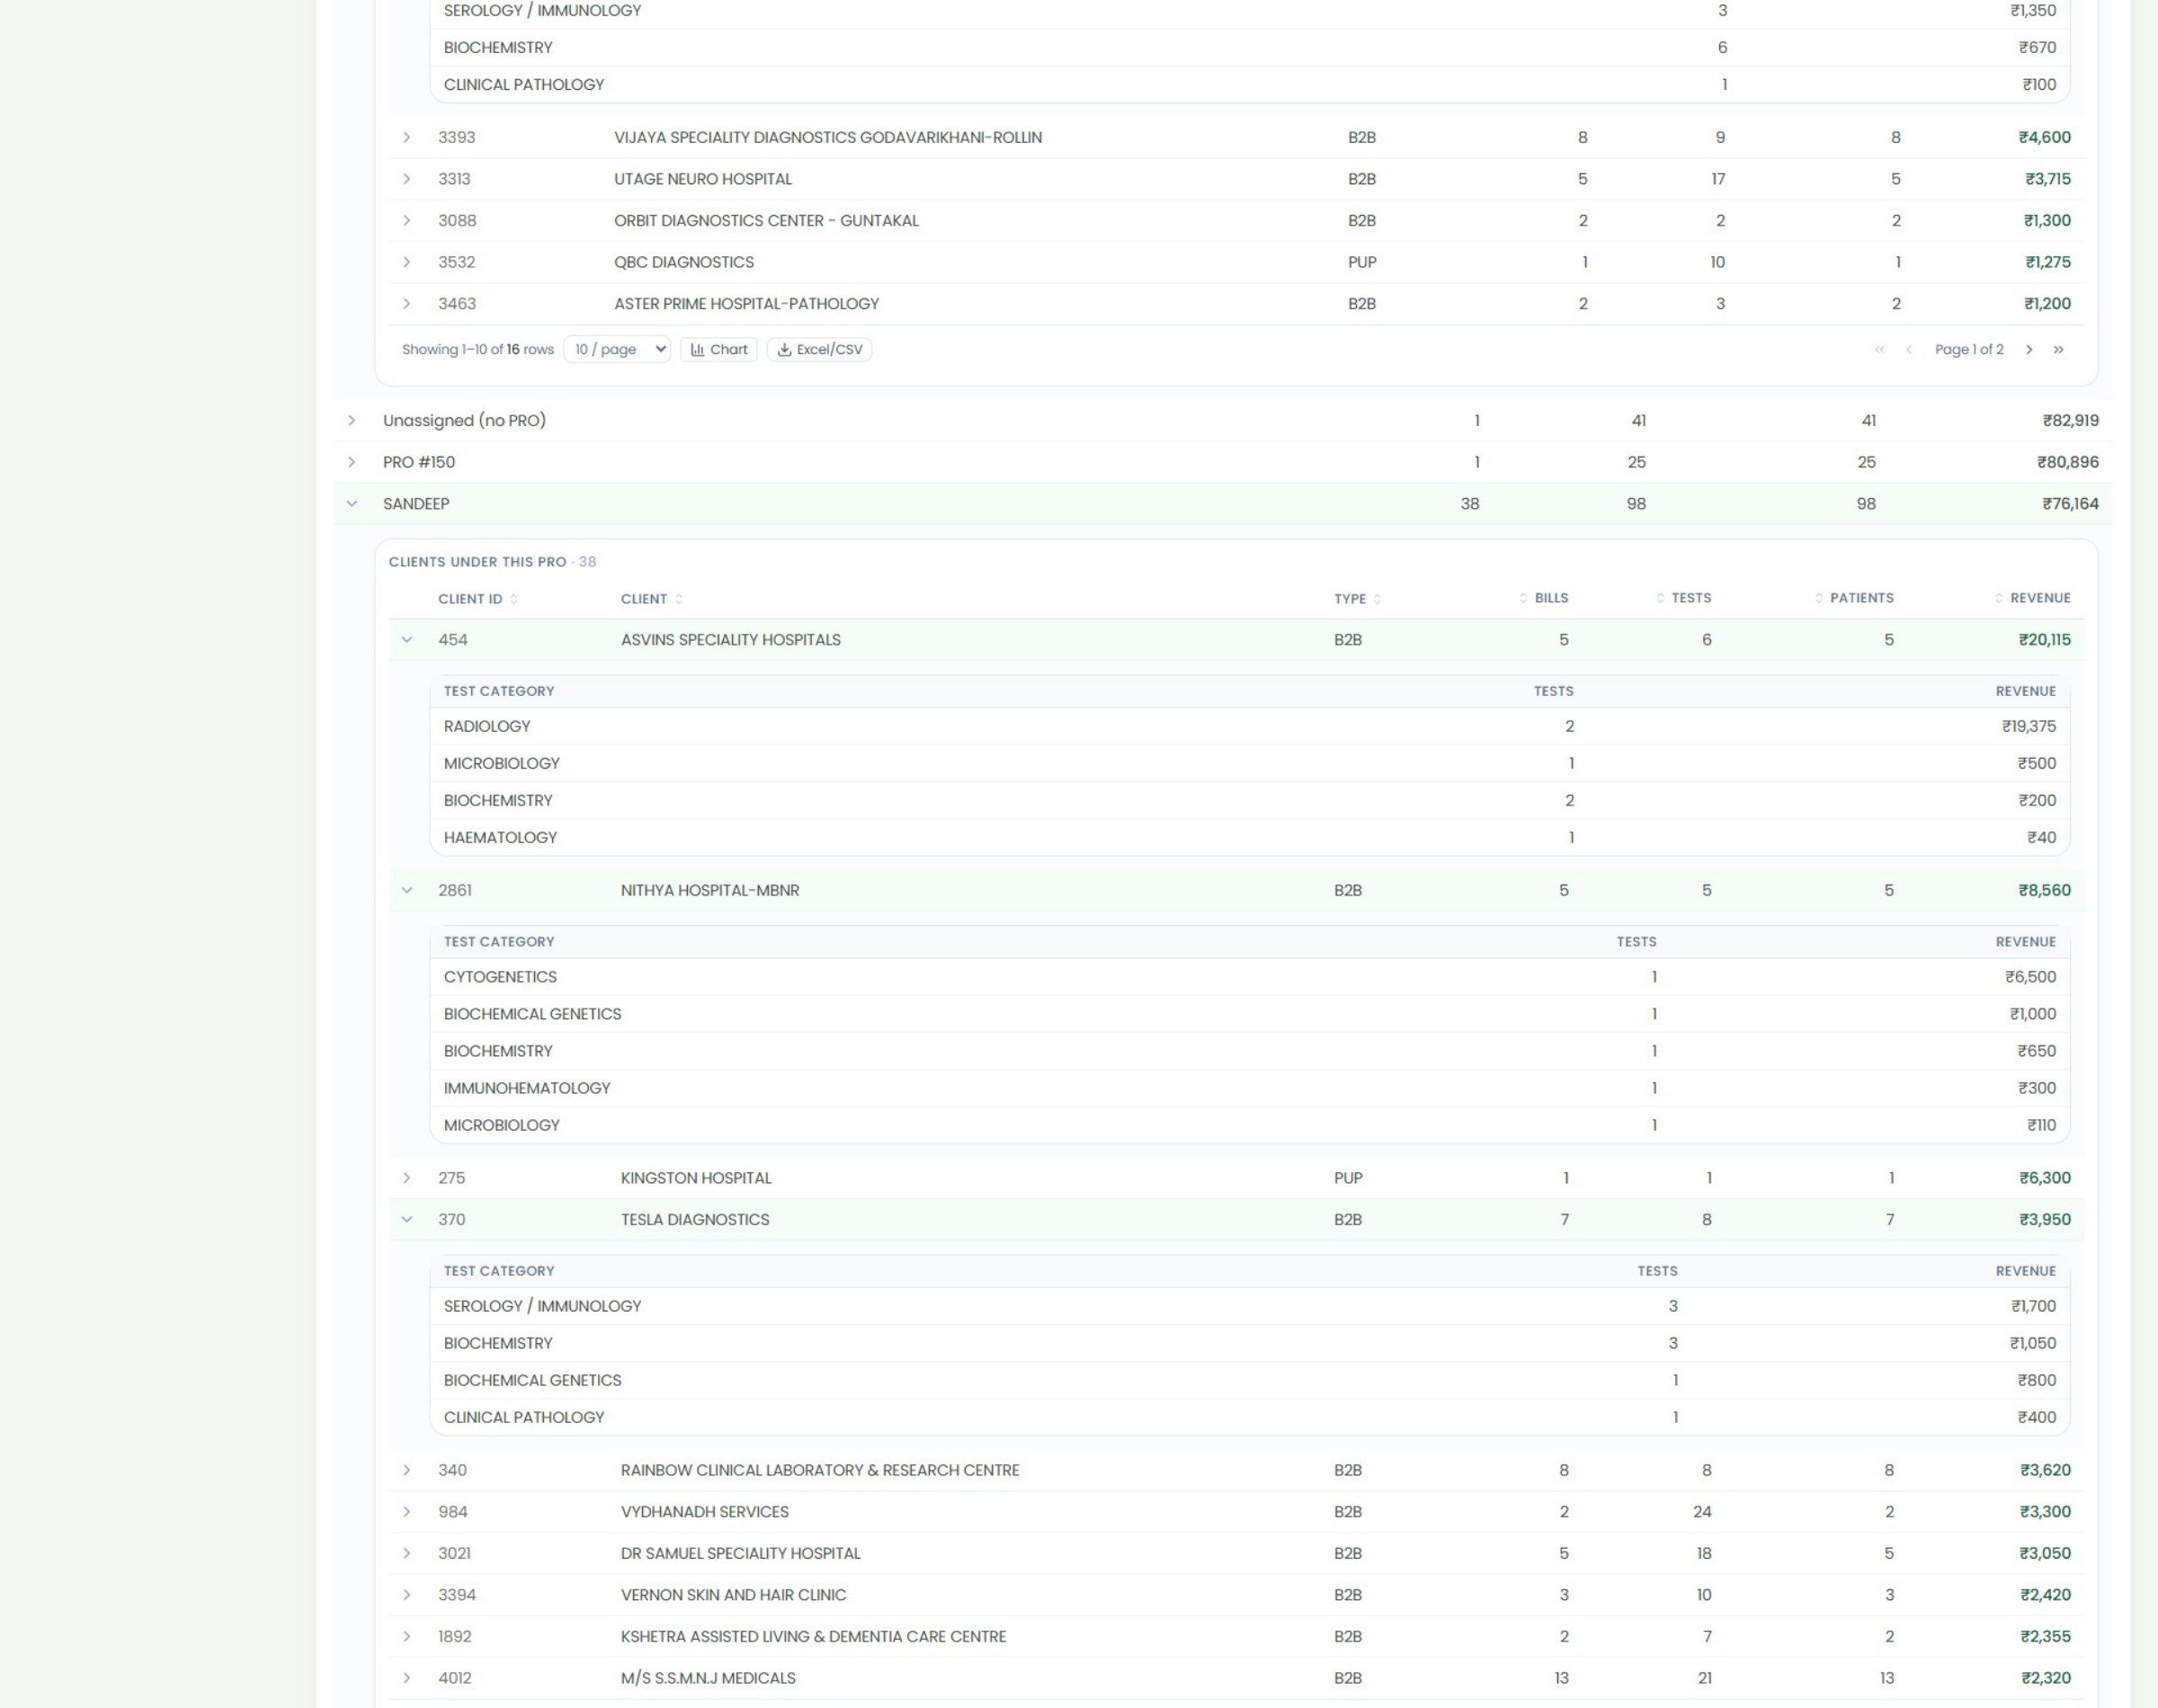 SEROLOGY / IMMUNOLOGY 3 ₹1,350
BIOCHEMISTRY 6 ₹670
CLINICAL PATHOLOGY 1 ₹100
3393 VIJAYA SPECIALITY DIAGNOSTICS GODAVARIKHANI-ROLLIN B2B 8 9 8 ₹4,600
3313 UTAGE NEURO HOSPITAL B2B 5 17 5 ₹3,715
3088 ORBIT DIAGNOSTICS CENTER - GUNTAKAL B2B 2 2 2 ₹1,300
3532 QBC DIAGNOSTICS PUP 1 10 1 ₹1,275
3463 ASTER PRIME HOSPITAL-PATHOLOGY B2B 2 3 2 ₹1,200
Showing 1–10 of 16 rows 10 / page Chart Excel/CSV « ‹ Page 1 of 2 › »
Unassigned (no PRO) 1 41 41 ₹82,919
PRO #150 1 25 25 ₹80,896
SANDEEP 38 98 98 ₹76,164
CLIENTS UNDER THIS PRO · 38
CLIENT ID CLIENT TYPE BILLS TESTS PATIENTS REVENUE
454 ASVINS SPECIALITY HOSPITALS B2B 5 6 5 ₹20,115
TEST CATEGORY TESTS REVENUE
RADIOLOGY 2 ₹19,375
MICROBIOLOGY 1 ₹500
BIOCHEMISTRY 2 ₹200
HAEMATOLOGY 1 ₹40
2861 NITHYA HOSPITAL-MBNR B2B 5 5 5 ₹8,560
TEST CATEGORY TESTS REVENUE
CYTOGENETICS 1 ₹6,500
BIOCHEMICAL GENETICS 1 ₹1,000
BIOCHEMISTRY 1 ₹650
IMMUNOHEMATOLOGY 1 ₹300
MICROBIOLOGY 1 ₹110
275 KINGSTON HOSPITAL PUP 1 1 1 ₹6,300
370 TESLA DIAGNOSTICS B2B 7 8 7 ₹3,950
TEST CATEGORY TESTS REVENUE
SEROLOGY / IMMUNOLOGY 3 ₹1,700
BIOCHEMISTRY 3 ₹1,050
BIOCHEMICAL GENETICS 1 ₹800
CLINICAL PATHOLOGY 1 ₹400
340 RAINBOW CLINICAL LABORATORY & RESEARCH CENTRE B2B 8 8 8 ₹3,620
984 VYDHANADH SERVICES B2B 2 24 2 ₹3,300
3021 DR SAMUEL SPECIALITY HOSPITAL B2B 5 18 5 ₹3,050
3394 VERNON SKIN AND HAIR CLINIC B2B 3 10 3 ₹2,420
1892 KSHETRA ASSISTED LIVING & DEMENTIA CARE CENTRE B2B 2 7 2 ₹2,355
4012 M/S S.S.M.N.J MEDICALS B2B 13 21 13 ₹2,320